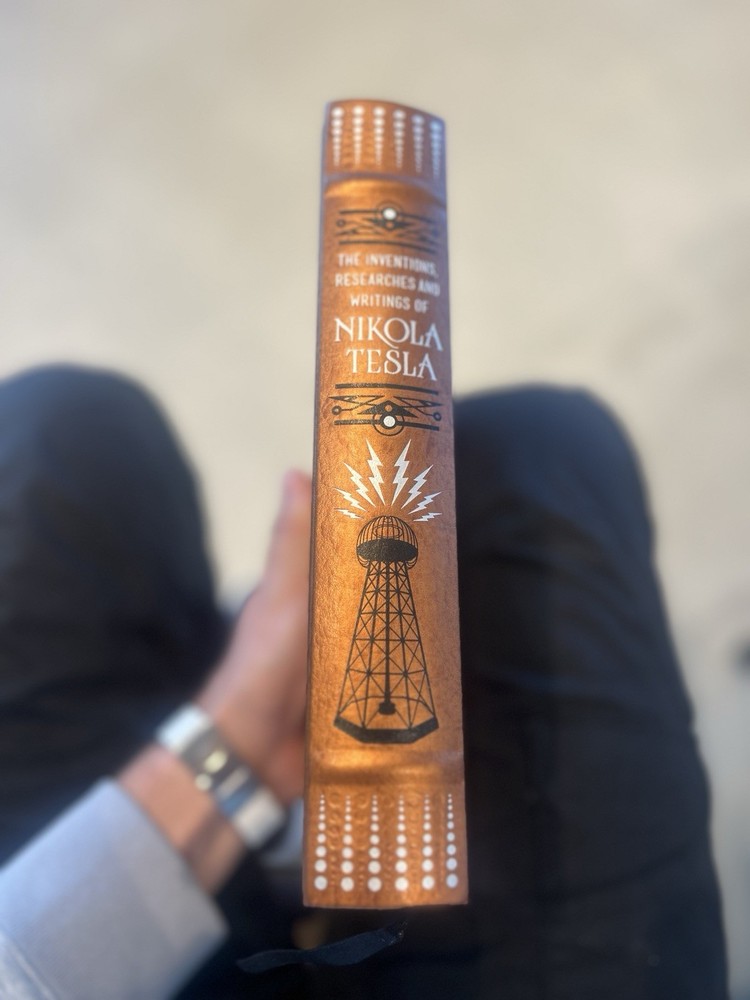 THE INVENTIONS,
RESEARCHES AND
WRITINGS OF
NIKOLA
TESLA